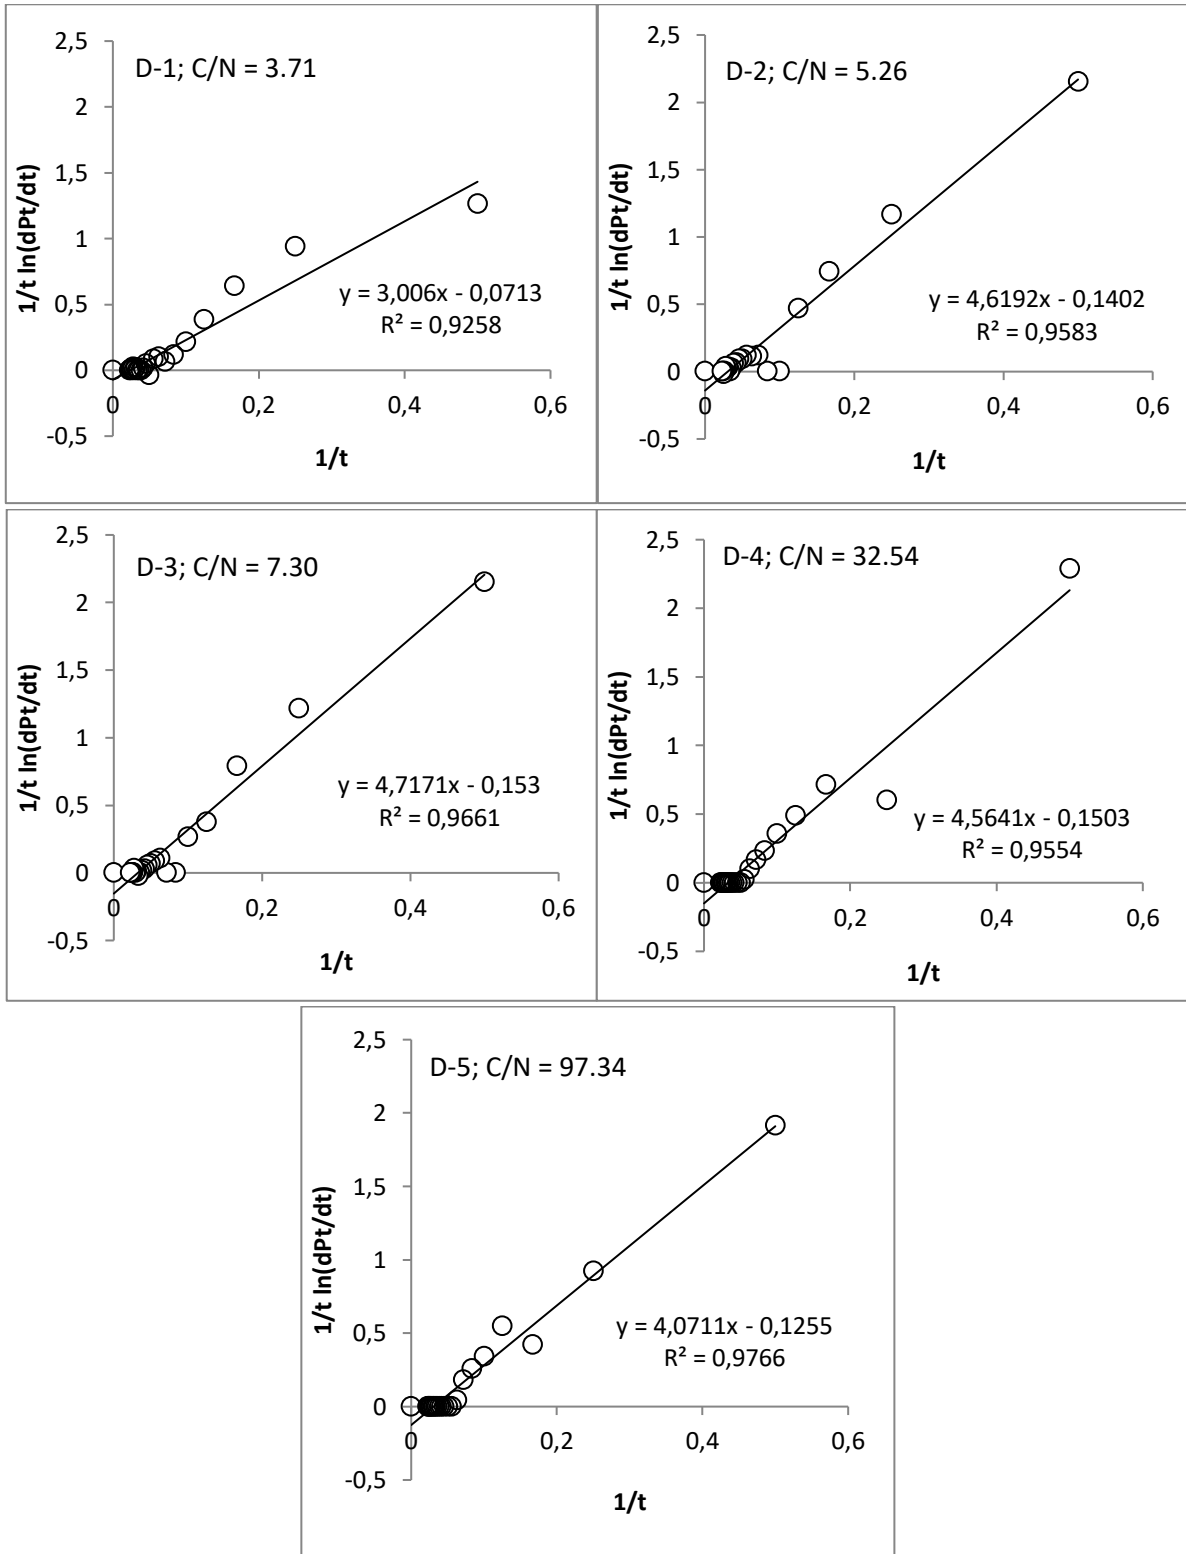 D-1; C/N = 3.71
2,5
2
1,5
1
0,5
0
-0,5
1/t ln(dPt/dt)
y = 3,006x - 0,0713
R² = 0,9258
0
0,2
0,4
0,6
1/t
D-2; C/N = 5.26
2,5
2
1,5
1
0,5
0
-0,5
1/t ln(dPt/dt)
y = 4,6192x - 0,1402
R² = 0,9583
0
0,2
0,4
0,6
1/t
D-3; C/N = 7.30
2,5
2
1,5
1
0,5
0
-0,5
1/t ln(dPt/dt)
y = 4,7171x - 0,153
R² = 0,9661
0
0,2
0,4
0,6
1/t
D-4; C/N = 32.54
2,5
2
1,5
1
0,5
0
-0,5
1/t ln(dPt/dt)
y = 4,5641x - 0,1503
R² = 0,9554
0
0,2
0,4
0,6
1/t
D-5; C/N = 97.34
2,5
2
1,5
1
0,5
0
-0,5
1/t ln(dPt/dt)
y = 4,0711x - 0,1255
R² = 0,9766
0
0,2
0,4
0,6
1/t